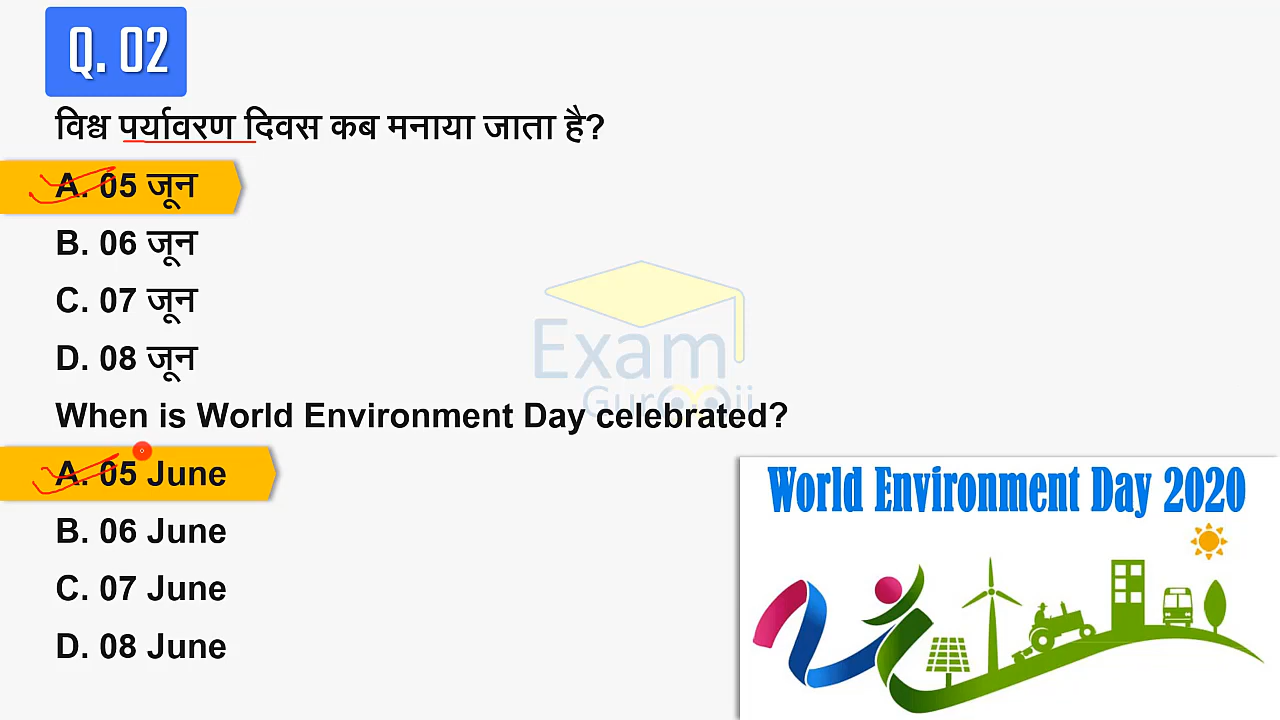 Q. 02
विश्व पर्यावरण दिवस कब मनाया जाता है?
A. 05 जून
B. 06 जून
C. 07 जून
D. 08 जून
Exam
Gurooji
When is World Environment Day celebrated?
A. 05 June
B. 06 June
C. 07 June
D. 08 June
World Environment Day 2020